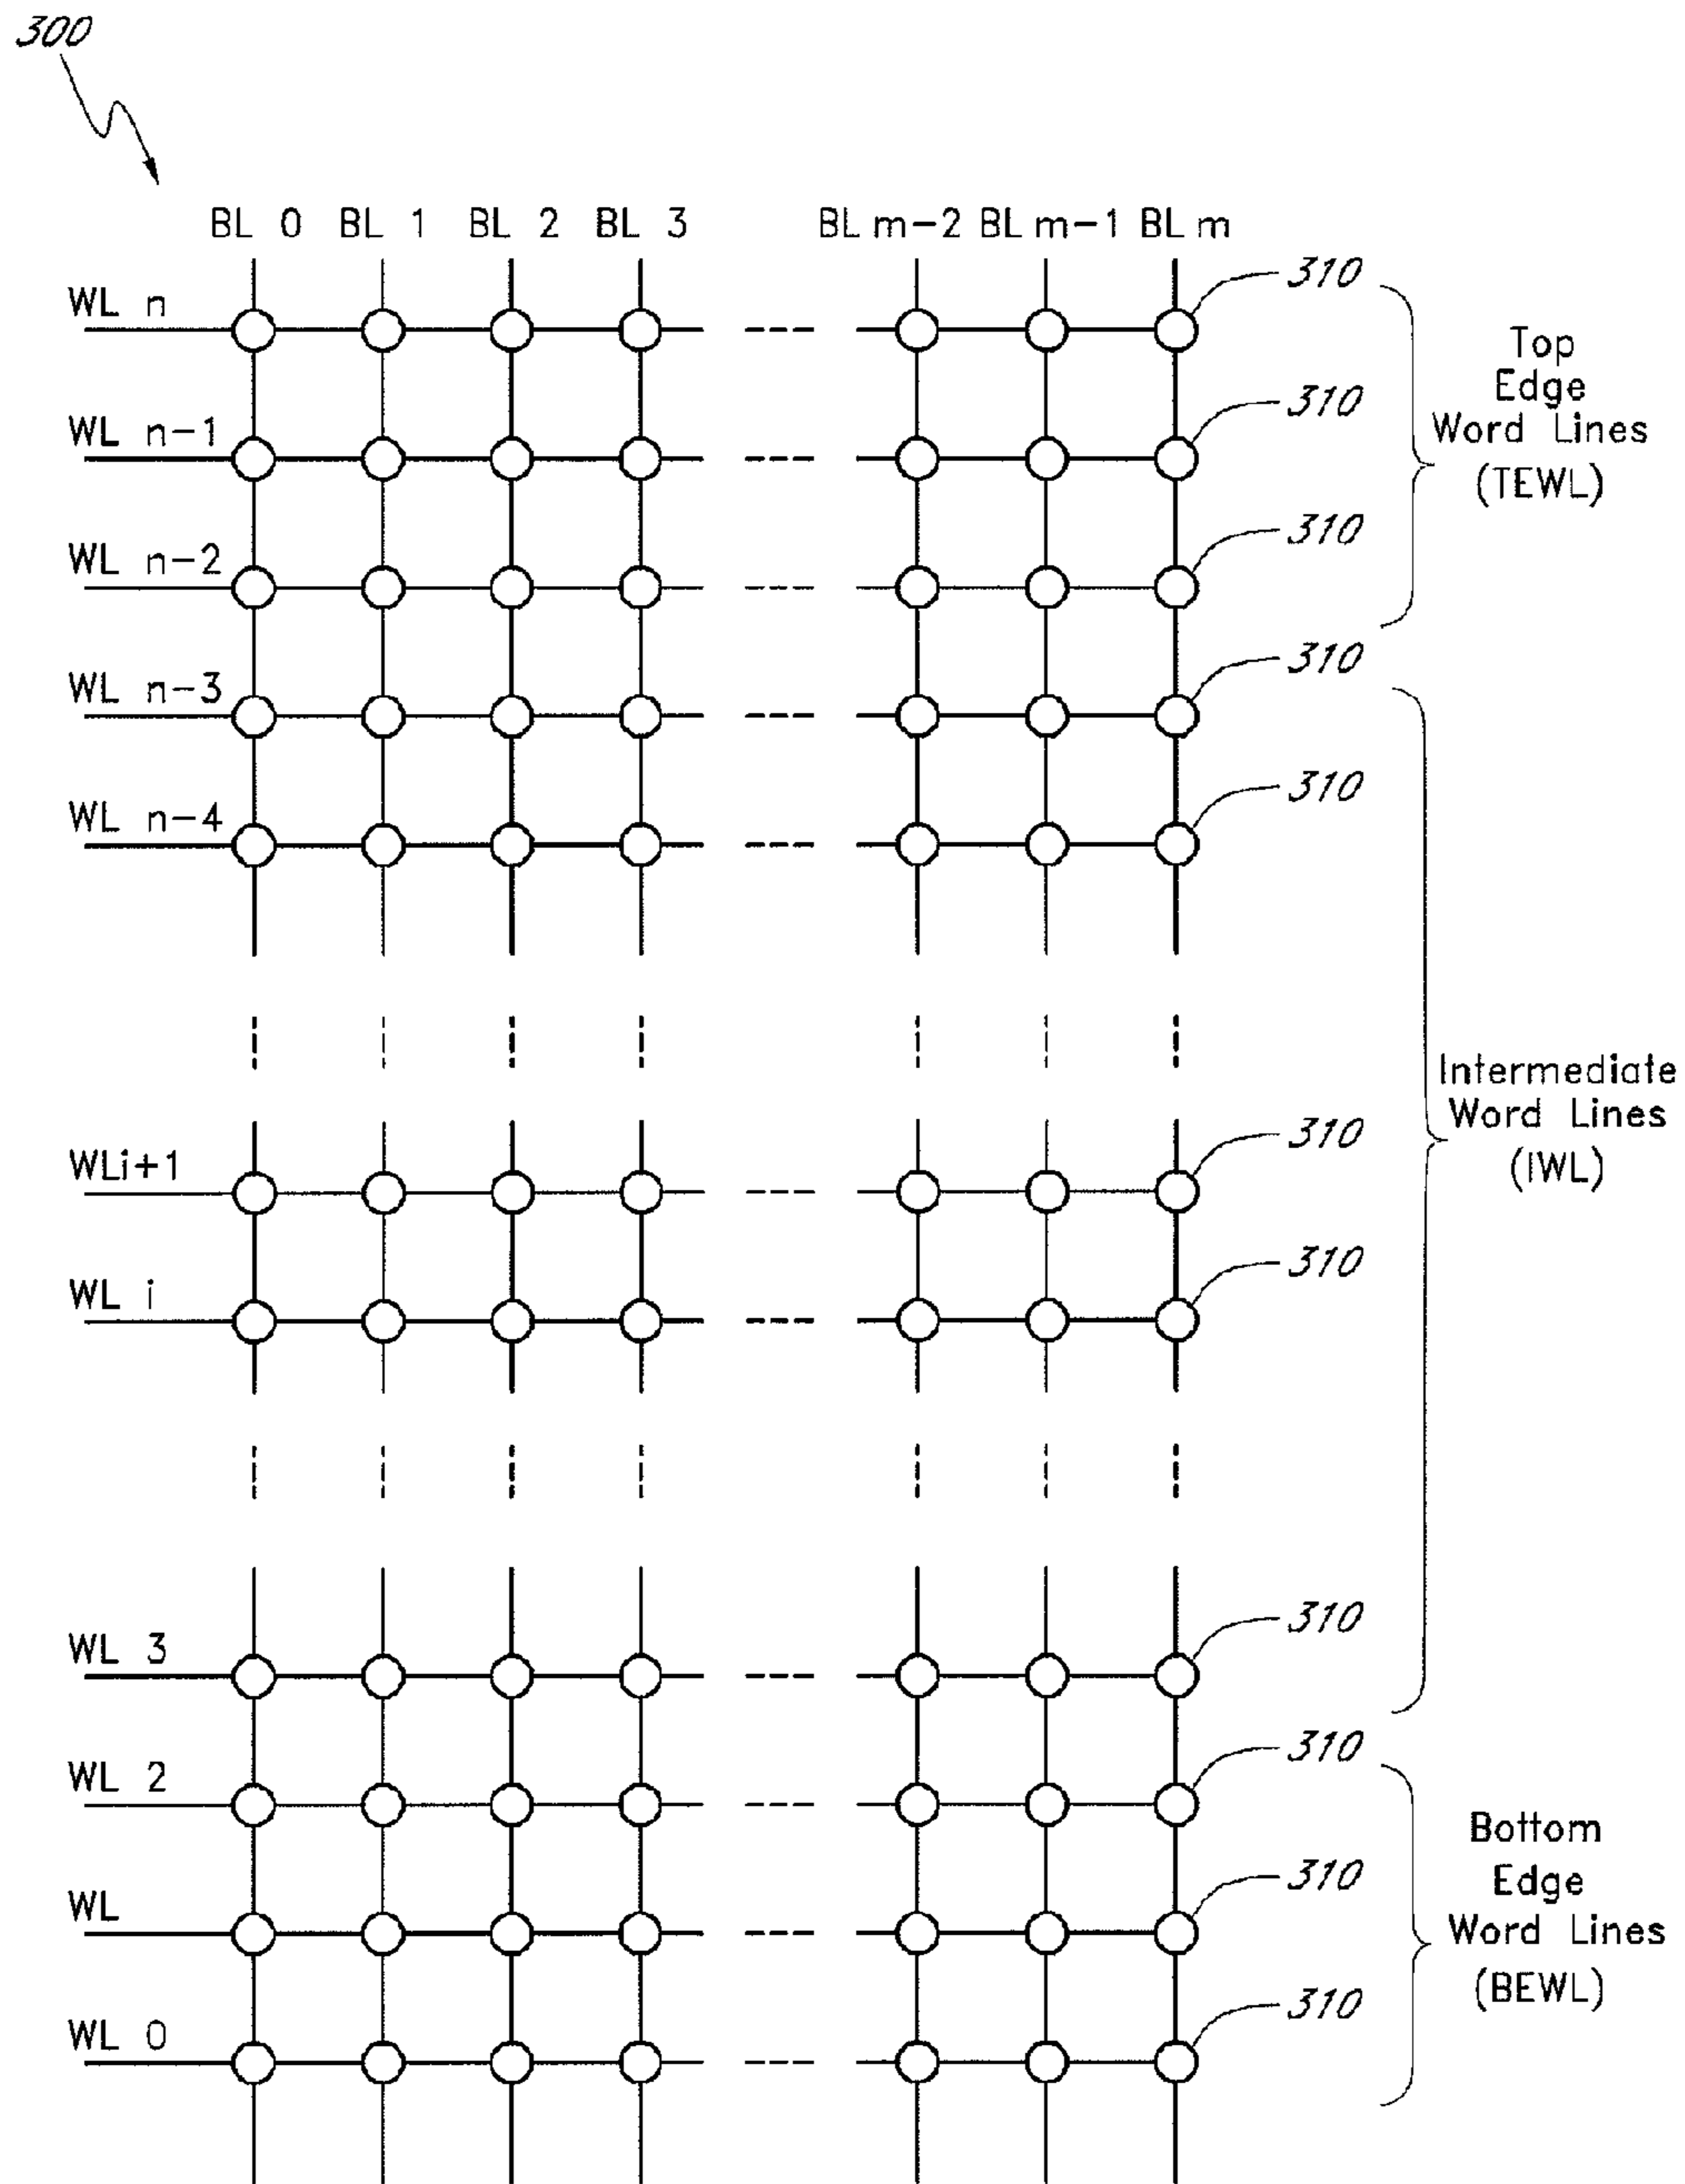 300
BL 0 BL 1 BL 2 BL 3 BL m-2 BL m-1 BL m
WL n
310
WL n-1
310
WL n-2
310
Top
Edge
Word Lines
(TEWL)
WL n-3
310
WL n-4
310
WLi+1
310
WL i
310
Intermediate
Word Lines
(IWL)
WL 3
310
WL 2
310
WL
310
WL 0
310
Bottom
Edge
Word Lines
(BEWL)